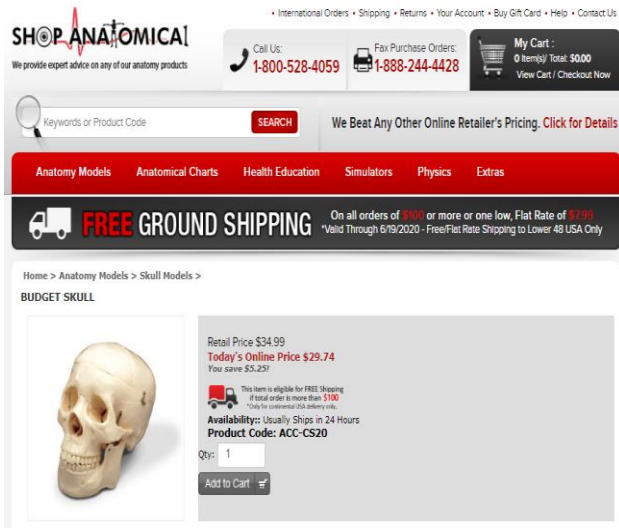 • International Orders • Shipping • Returns • Your Account • Buy Gift Card • Help • Contact Us
SHOP ANATOMICAL
We provide expert advice on any of our anatomy products
Call Us:
1-800-528-4059
Fax Purchase Orders:
1-888-244-4428
My Cart :
0 Item(s)/ Total: $0.00
View Cart / Checkout Now
Keywords or Product Code
SEARCH
We Beat Any Other Online Retailer's Pricing. Click for Details
Anatomy Models Anatomical Charts Health Education Simulators Physics Extras
FREE GROUND SHIPPING
On all orders of $100 or more or one low, Flat Rate of $7.99
*Valid Through 6/19/2020 - Free/Flat Rate Shipping to Lower 48 USA Only
Home > Anatomy Models > Skull Models >
BUDGET SKULL
Retail Price $34.99
Today's Online Price $29.74
You save $5.25!
This item is eligible for FREE Shipping
if total order is more than $100
*Only for continental USA delivery only.
Availability:: Usually Ships in 24 Hours
Product Code: ACC-CS20
Qty: 1
Add to Cart